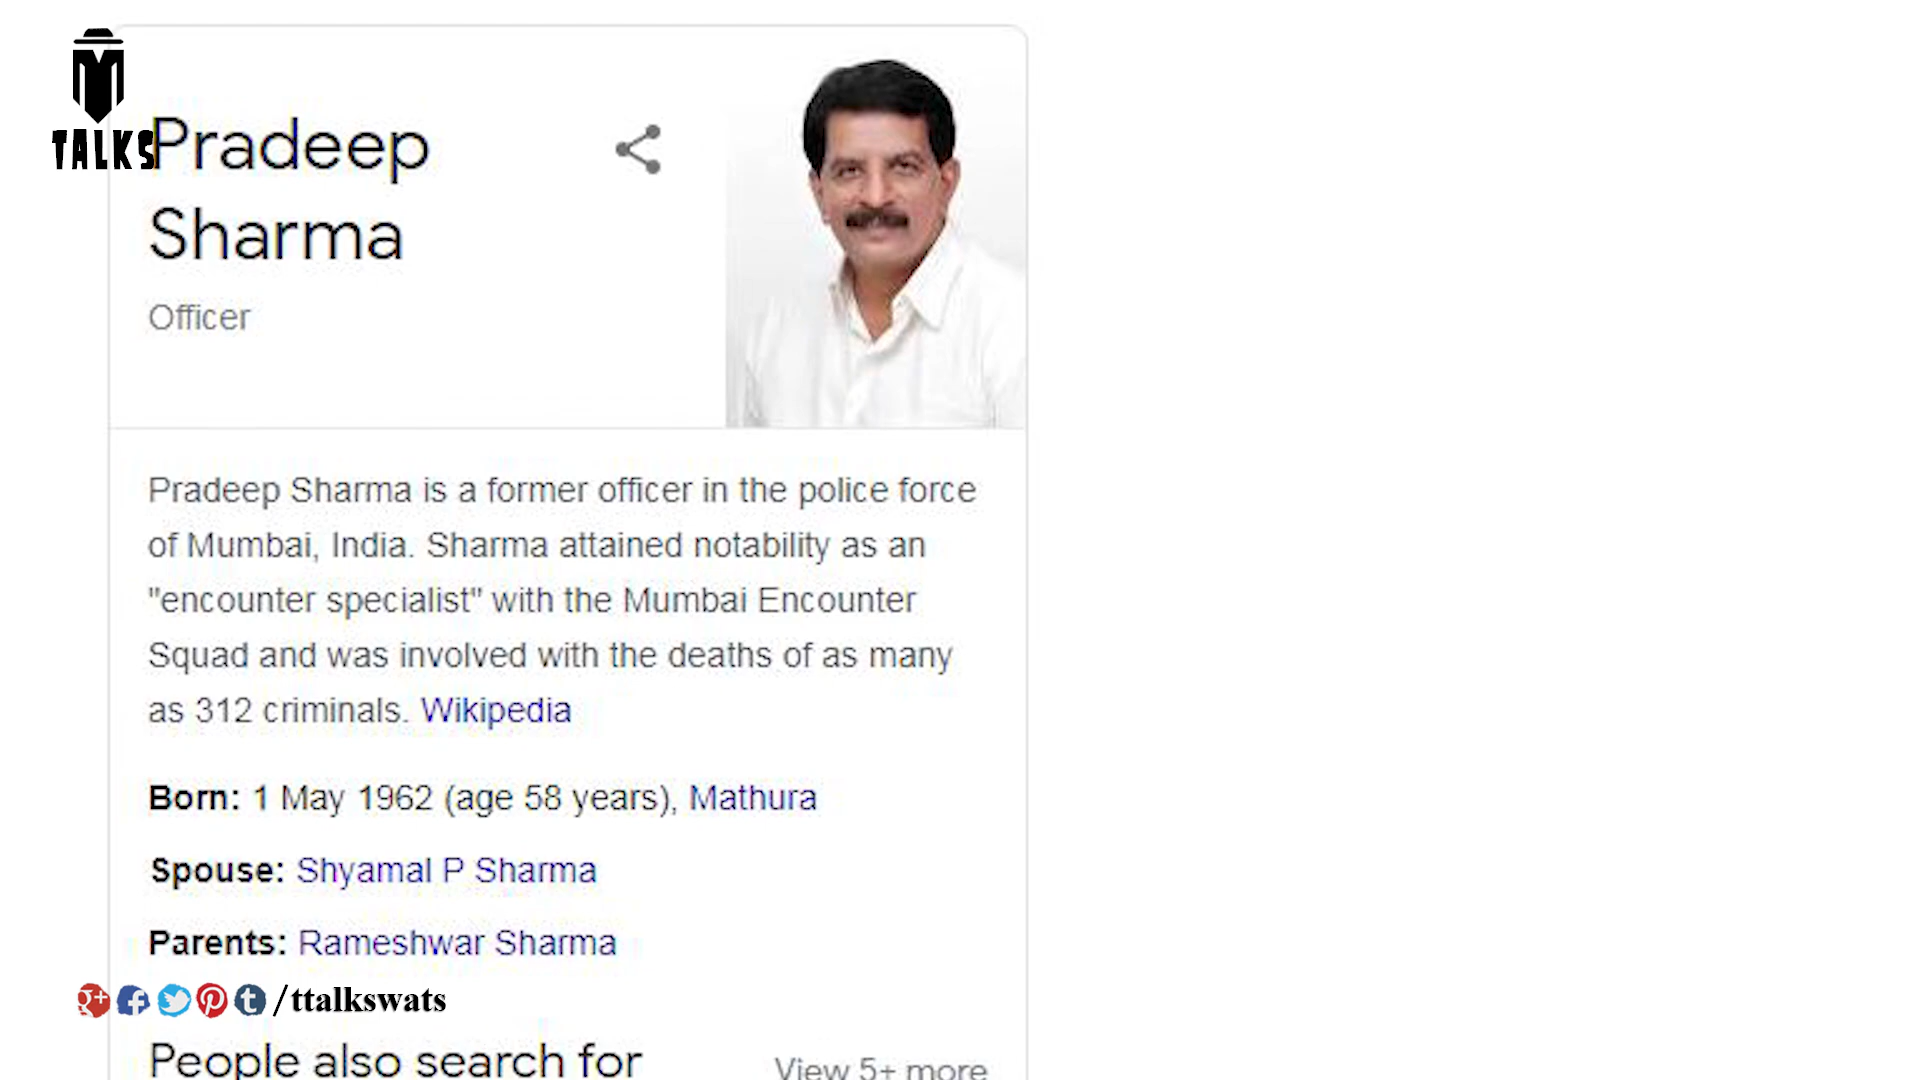 TALKS
Pradeep
Sharma
Officer
Pradeep Sharma is a former officer in the police force
of Mumbai, India. Sharma attained notability as an
"encounter specialist" with the Mumbai Encounter
Squad and was involved with the deaths of as many
as 312 criminals. Wikipedia
Born: 1 May 1962 (age 58 years), Mathura
Spouse: Shyamal P Sharma
Parents: Rameshwar Sharma
/ttalkswats
People also search for
View 5+ more